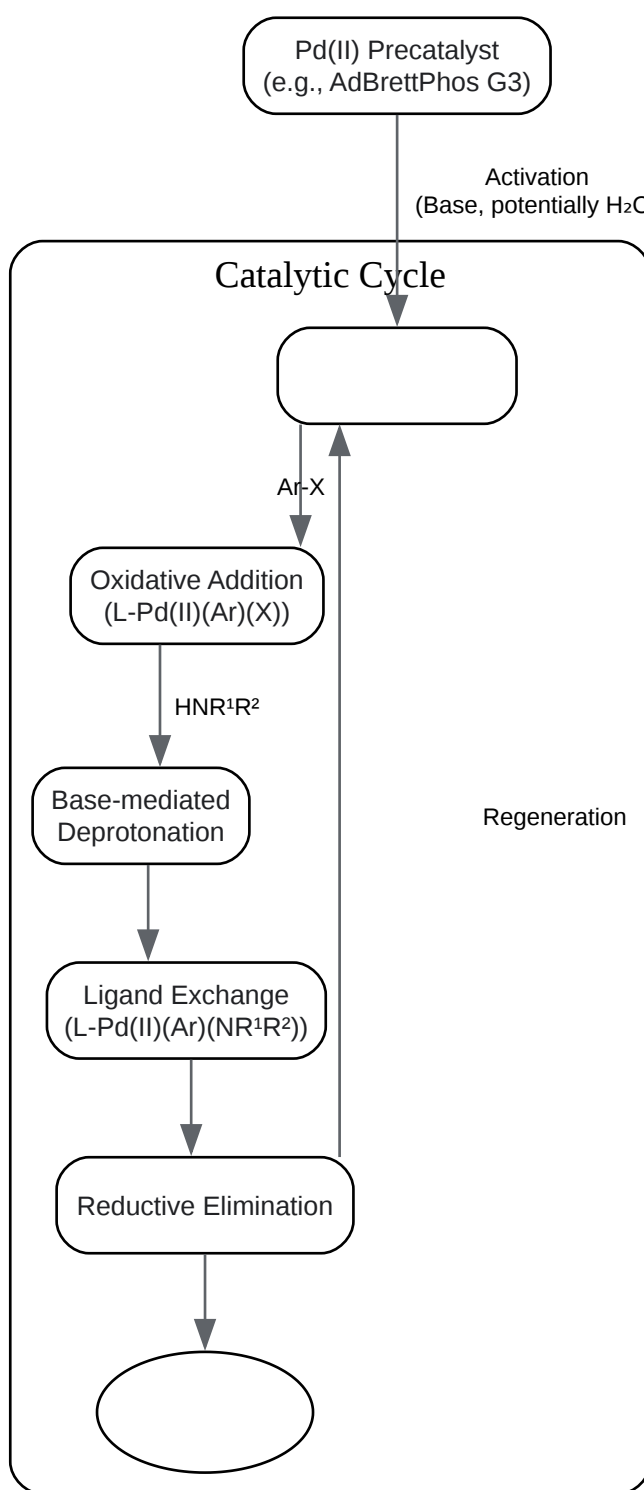 Pd(II) Precatalyst
(e.g., AdBrettPhos G3)
Activation
(Base, potentially H₂O
Catalytic Cycle
Ar-X
Oxidative Addition
(L-Pd(II)(Ar)(X))
HNR¹R²
Base-mediated
Deprotonation
Regeneration
Ligand Exchange
(L-Pd(II)(Ar)(NR¹R²))
Reductive Elimination